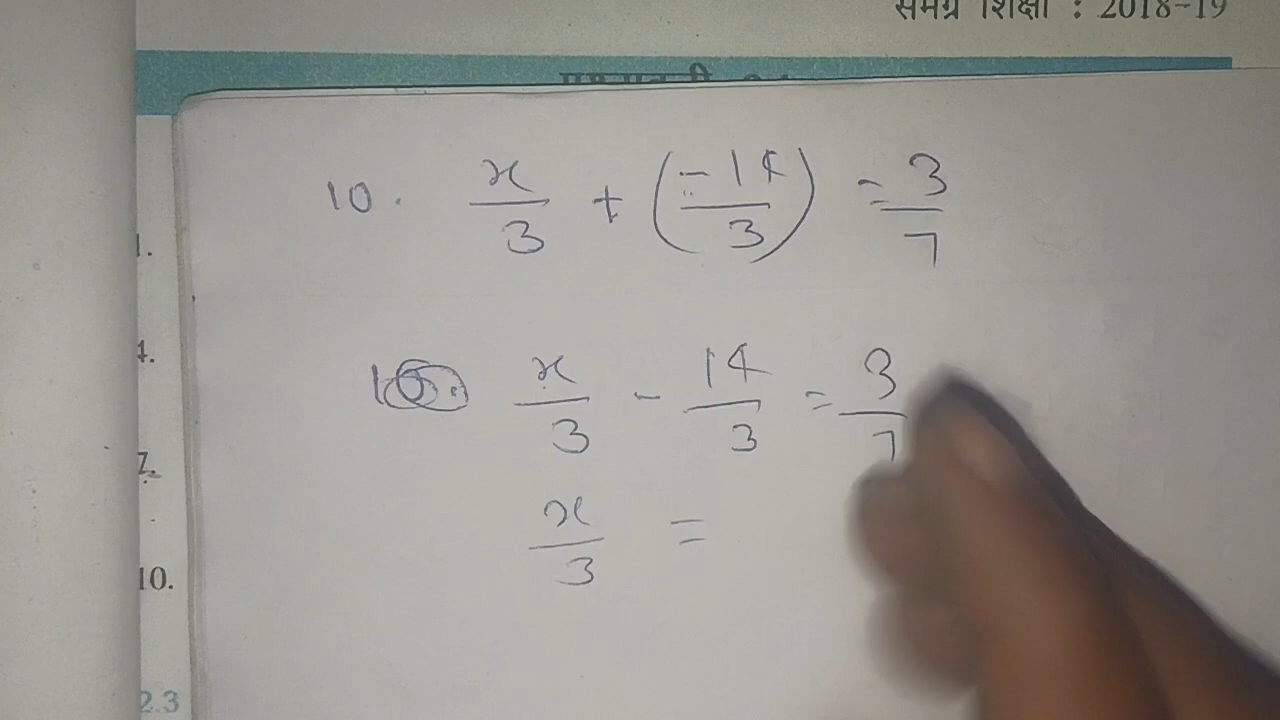 समग्र शिक्षा : 2018-19
10. x/3 + (-14/3) = 3/7
1.
4.
x/3 - 14/3 = 3/7
7.
x/3 =
10.
2.3